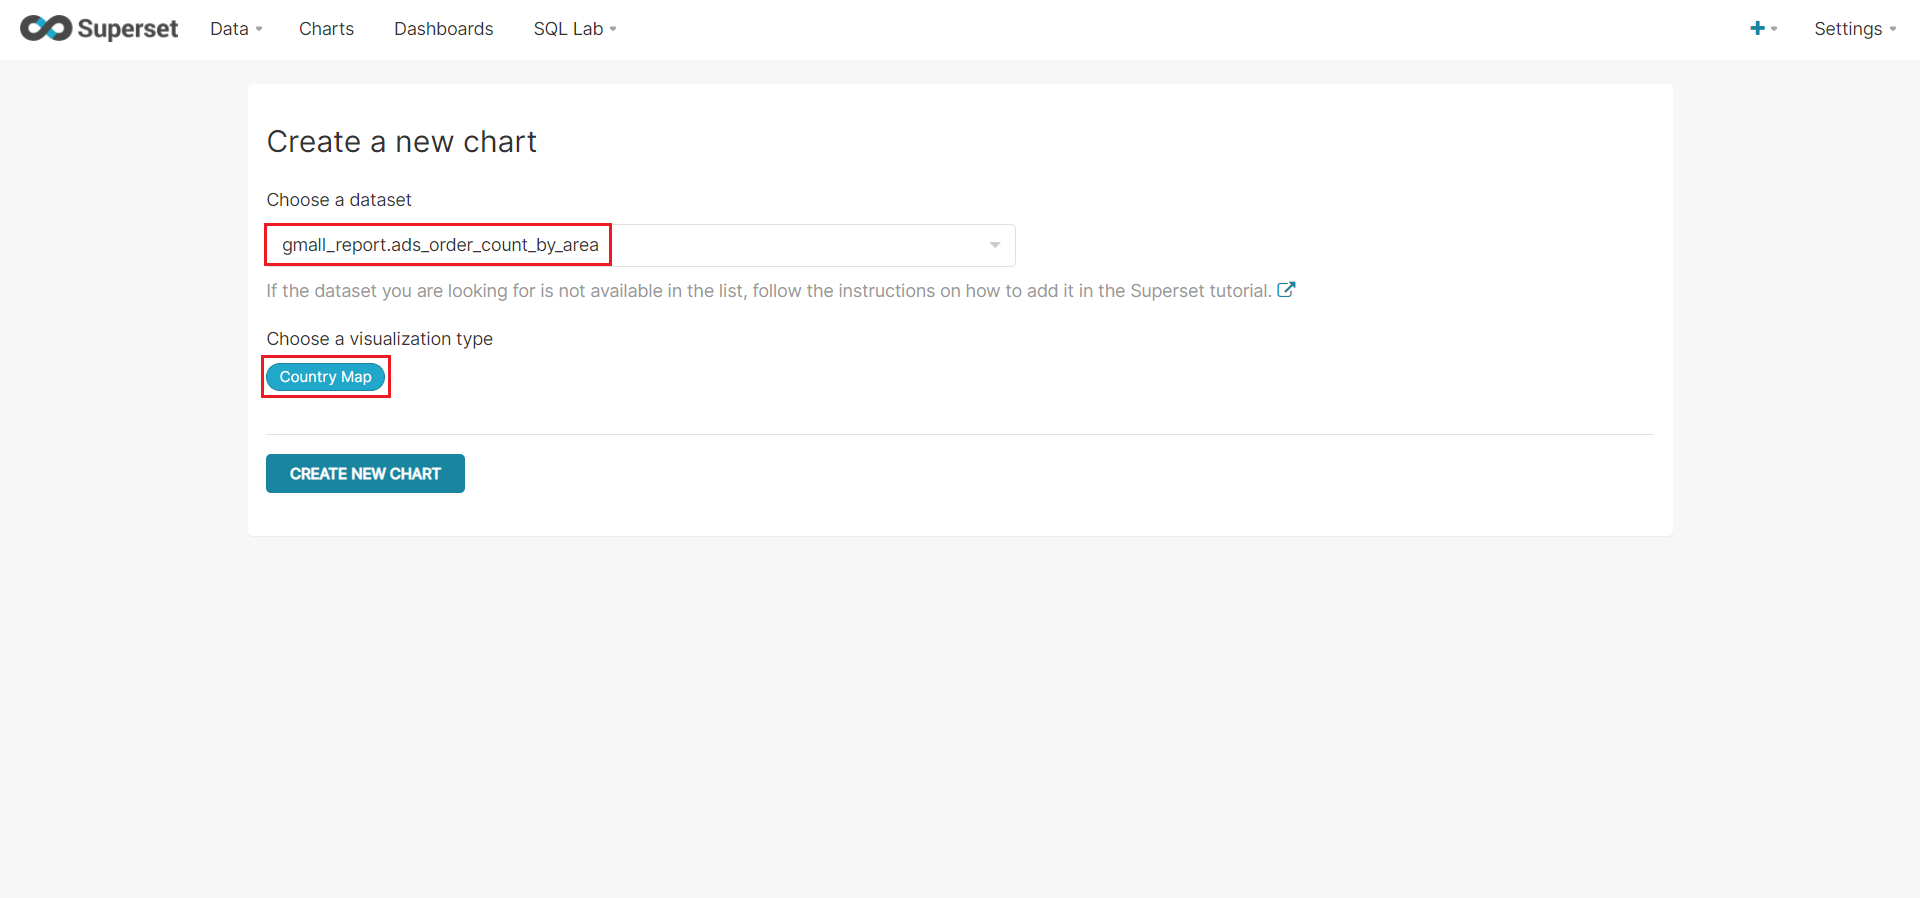 Superset Data Charts Dashboards SQL Lab Settings
Create a new chart
Choose a dataset
gmall_report.ads_order_count_by_area
If the dataset you are looking for is not available in the list, follow the instructions on how to add it in the Superset tutorial.
Choose a visualization type
Country Map
CREATE NEW CHART